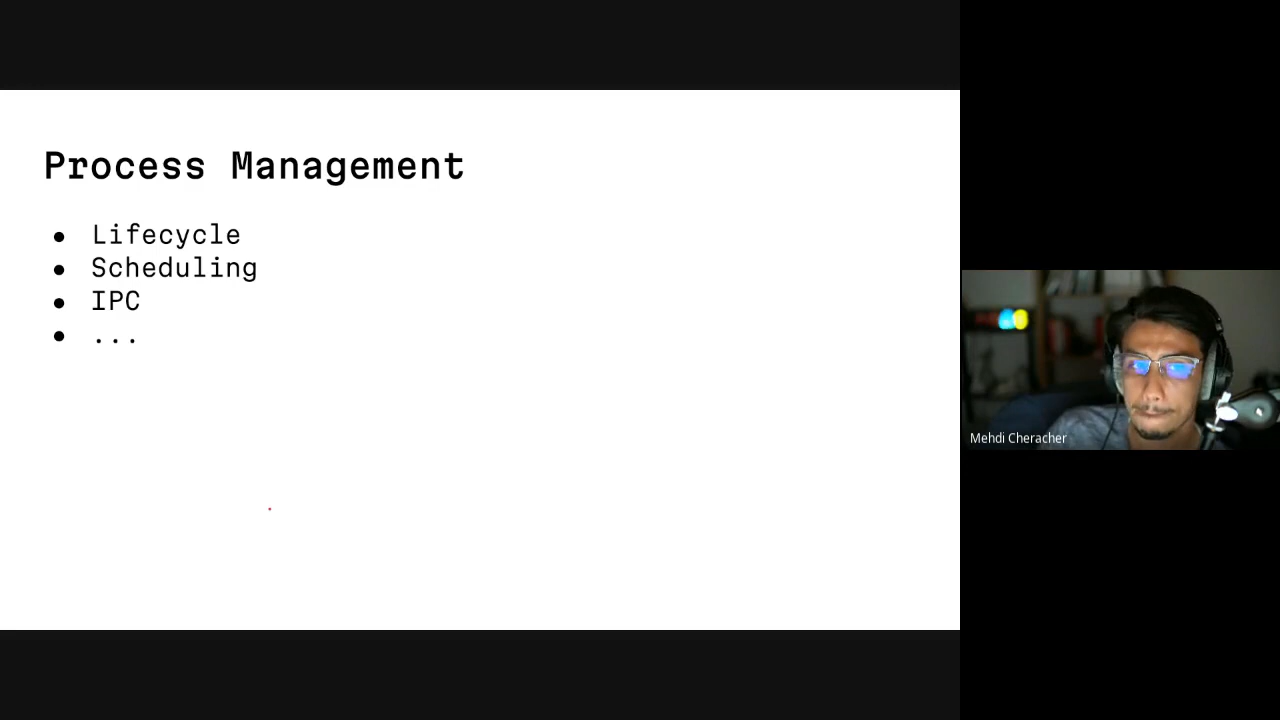 Process Management
● Lifecycle
● Scheduling
● IPC
● ...
Mehdi Cheracher